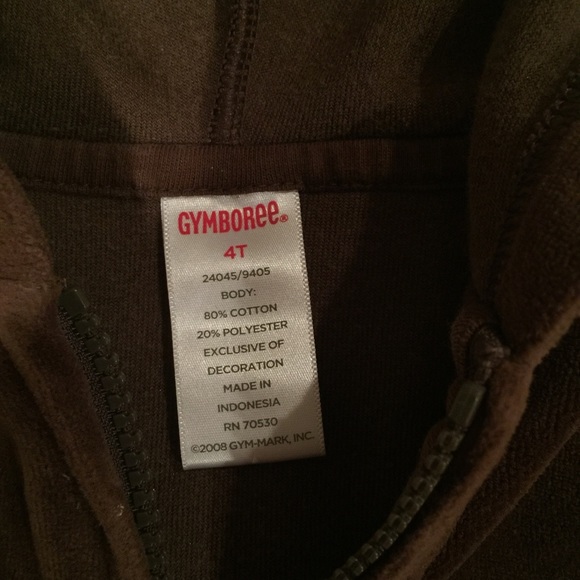 GYMBOREE®
4T
24045/9405
BODY:
80% COTTON
20% POLYESTER
EXCLUSIVE OF
DECORATION
MADE IN
INDONESIA
RN 70530
©2008 GYM-MARK, INC.